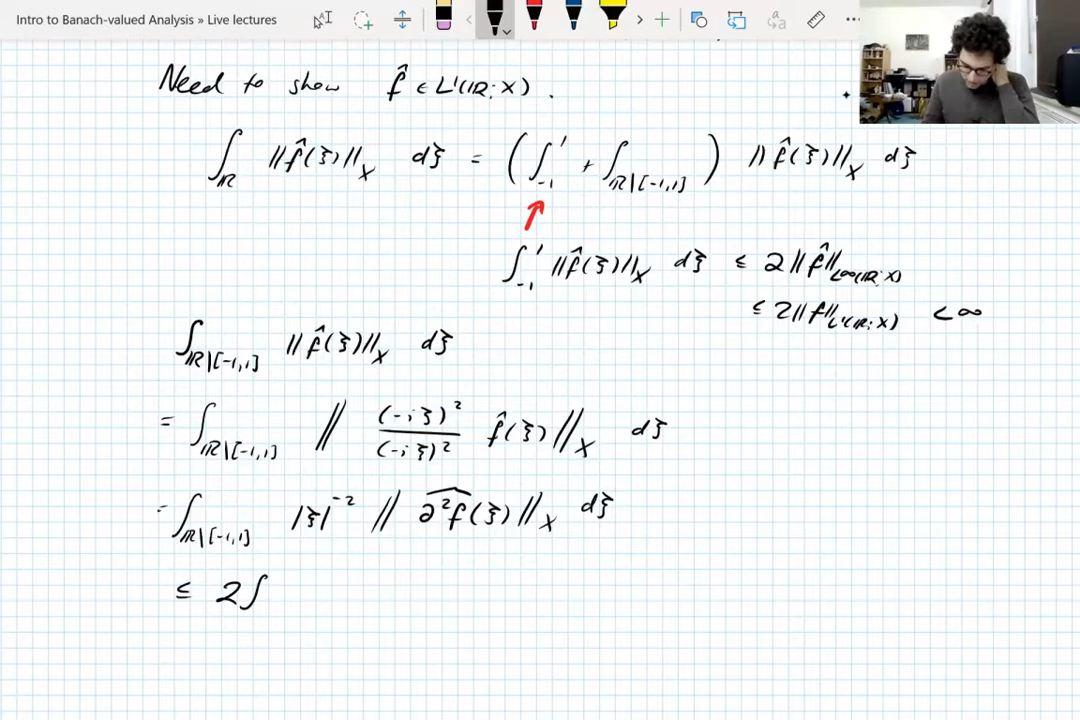 Intro to Banach-valued Analysis » Live lectures
Need to show f̂ ∈ L¹(ℝ; X).
∫_ℝ ‖f̂(ξ)‖_X dξ = (∫_{-1}^1 + ∫_{ℝ\[-1,1]}) ‖f̂(ξ)‖_X dξ
∫_{-1}^1 ‖f̂(ξ)‖_X dξ ≤ 2‖f̂‖_{L∞(ℝ; X)}
≤ 2‖f‖_{L¹(ℝ; X)} < ∞
∫_{ℝ\[-1,1]} ‖f̂(ξ)‖_X dξ
= ∫_{ℝ\[-1,1]} ‖ (-iξ)² / (-iξ)² f̂(ξ)‖_X dξ
= ∫_{ℝ\[-1,1]} |ξ|⁻² ‖ \widehat{∂²f}(ξ)‖_X dξ
≤ 2∫